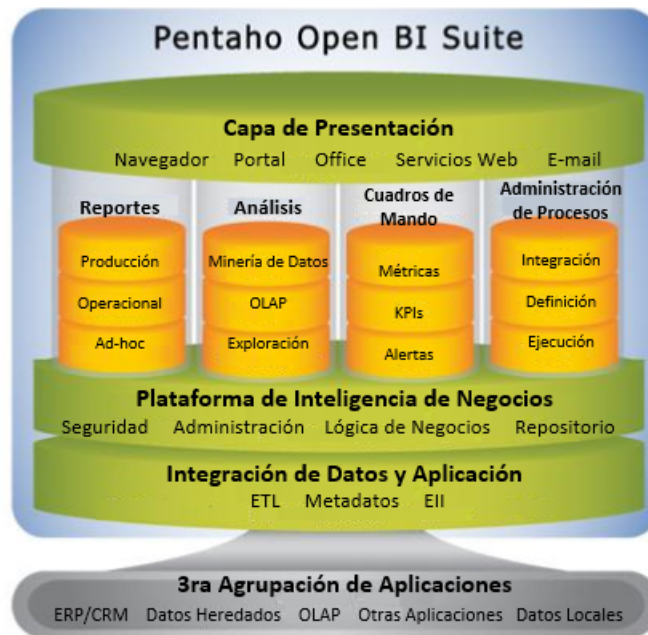 Pentaho Open BI Suite
Capa de Presentación
Navegador Portal Office Servicios Web E-mail
Reportes
Producción
Operacional
Ad-hoc
Análisis
Minería de Datos
OLAP
Exploración
Cuadros de
Mando
Métricas
KPIs
Alertas
Administración
de Procesos
Integración
Definición
Ejecución
Plataforma de Inteligencia de Negocios
Seguridad Administración Lógica de Negocios Repositorio
Integración de Datos y Aplicación
ETL Metadatos EII
3ra Agrupación de Aplicaciones
ERP/CRM Datos Heredados OLAP Otras Aplicaciones Datos Locales